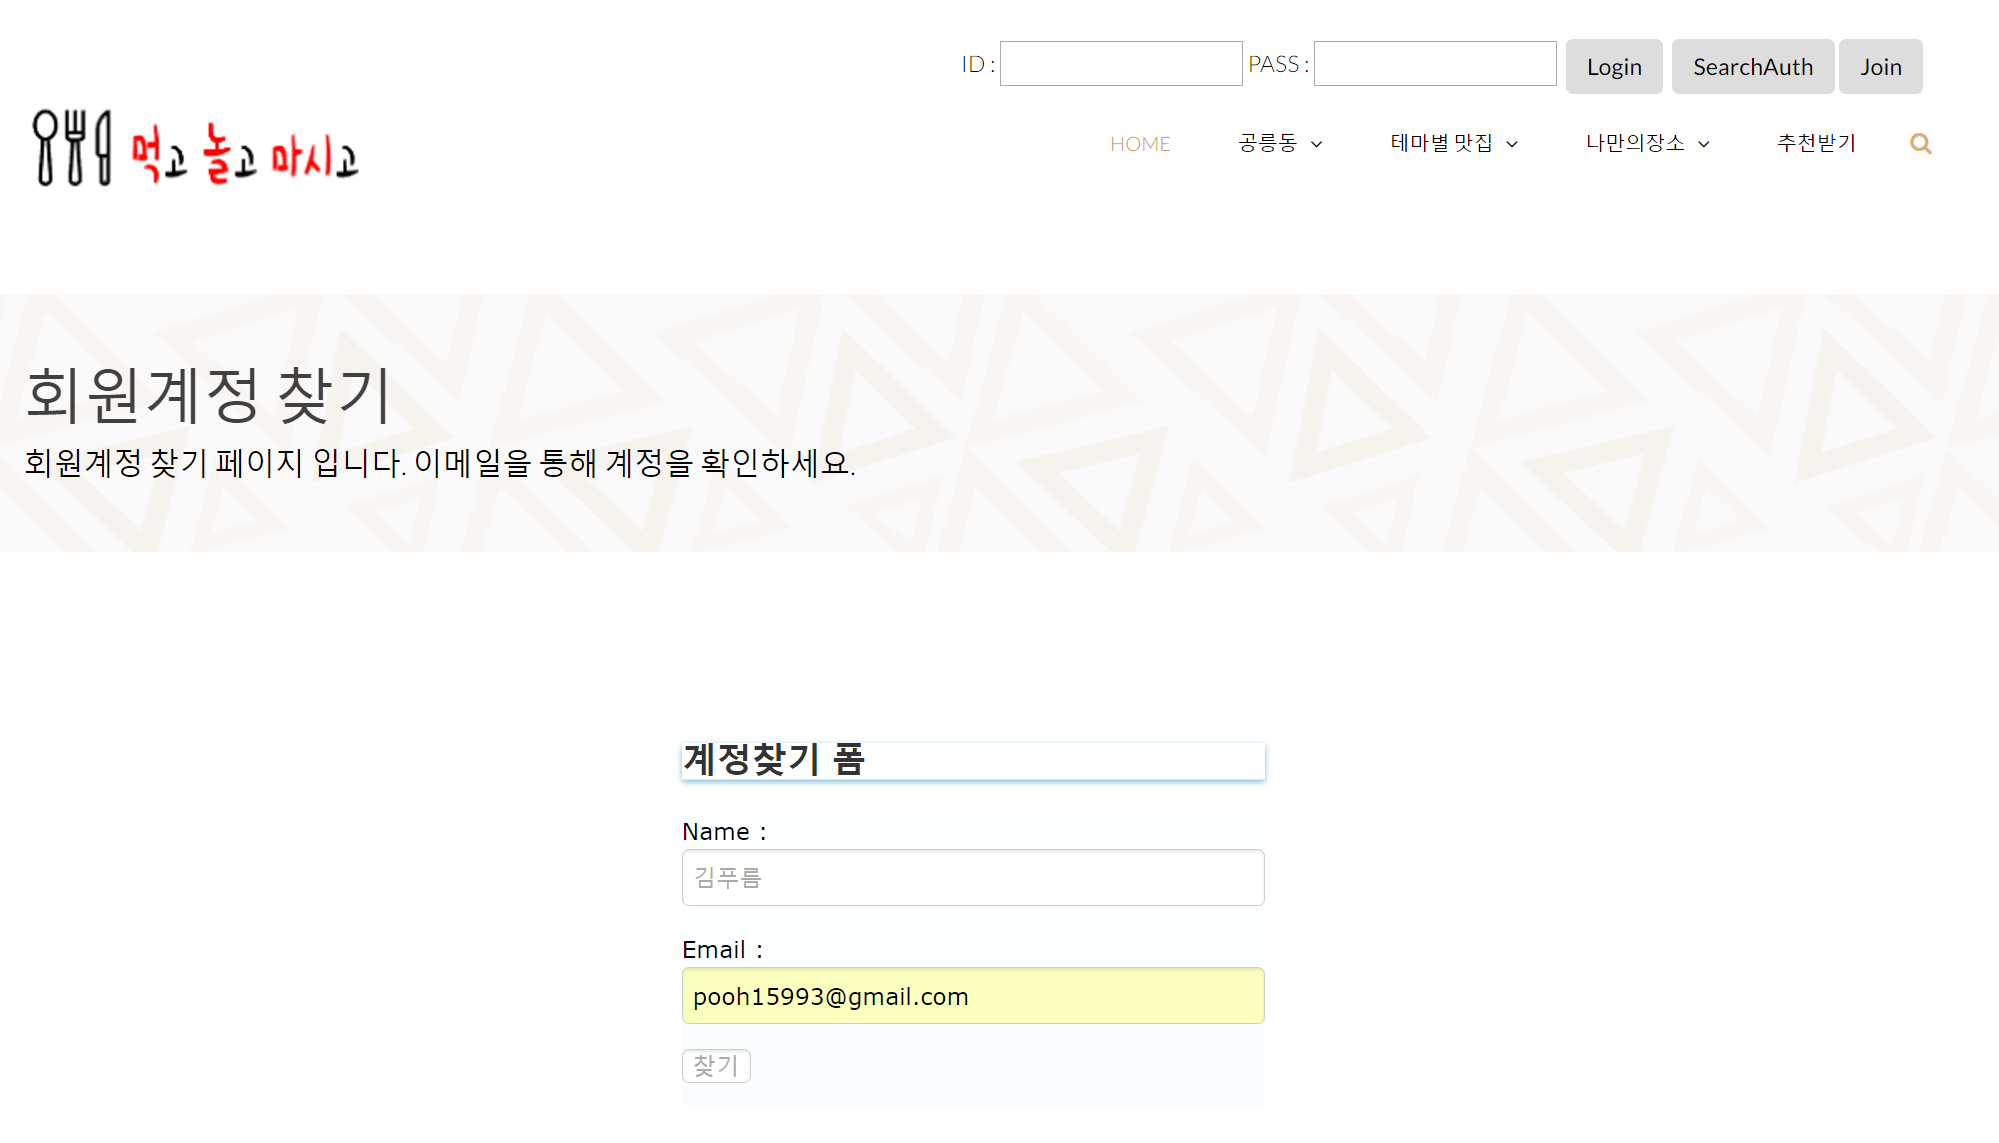 ID : PASS : Login SearchAuth Join
먹고 놀고 마시고
HOME 공릉동 테마별 맛집 나만의장소 추천받기
회원계정 찾기
회원계정 찾기 페이지 입니다. 이메일을 통해 계정을 확인하세요.
계정찾기 폼
Name :
김푸름
Email :
pooh15993@gmail.com
찾기